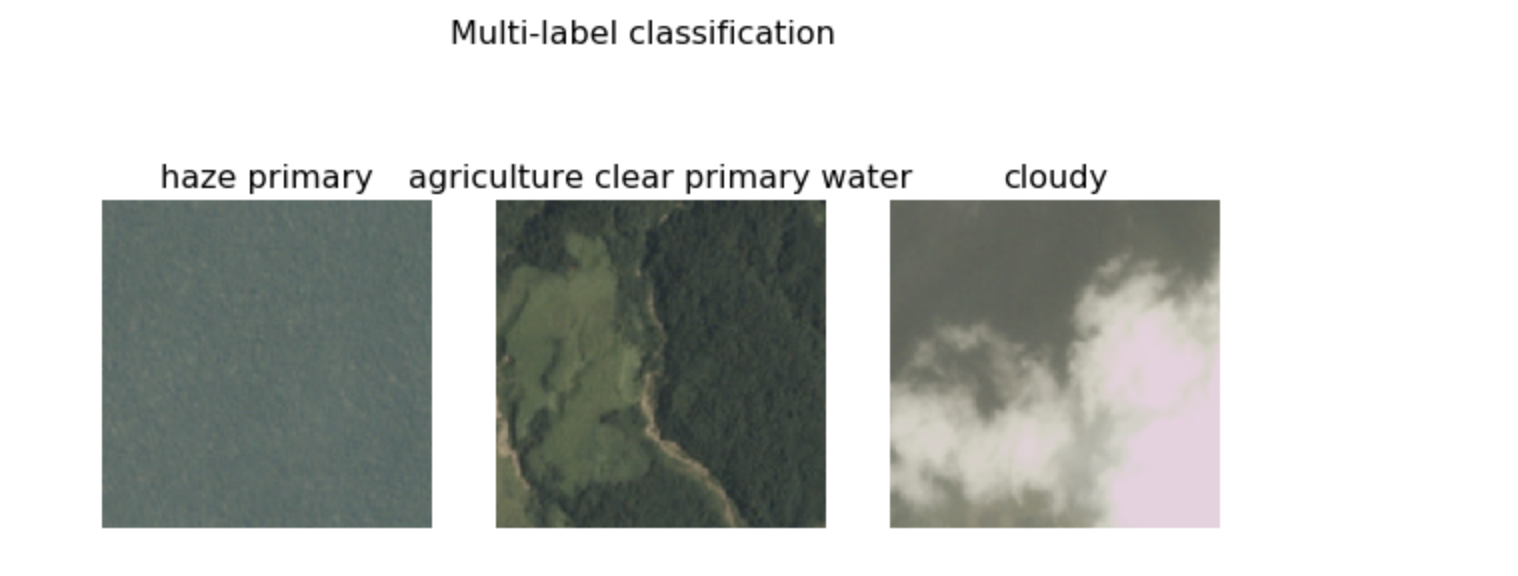 Multi-label classification
haze primary
agriculture clear primary water
cloudy